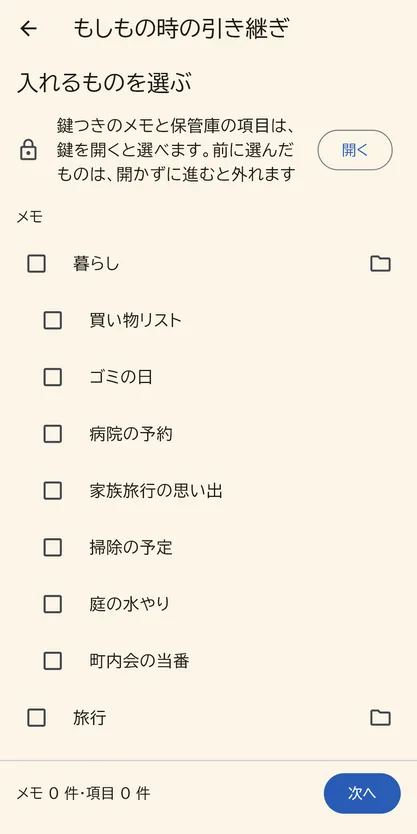 もしもの時の引き継ぎ
入れるものを選ぶ
鍵つきのメモと保管庫の項目は、
鍵を開くと選べます。前に選んだ
ものは、開かずに進むと外れます
開く
メモ
暮らし
買い物リスト
ゴミの日
病院の予約
家族旅行の思い出
掃除の予定
庭の水やり
町内会の当番
旅行
メモ 0 件・項目 0 件
次へ